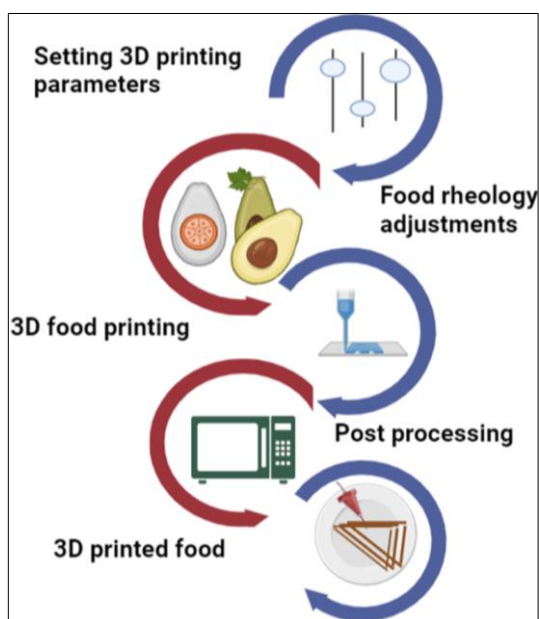 Setting 3D printing
parameters
Food rheology
adjustments
3D food printing
Post processing
3D printed food